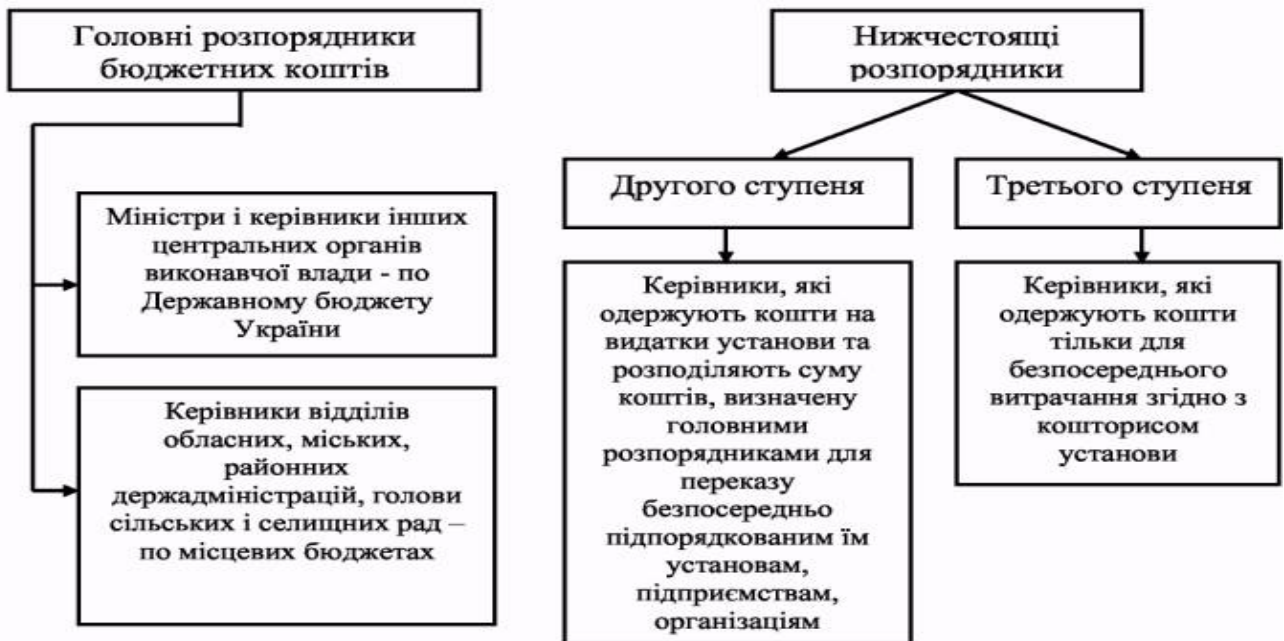 Головні розпорядники
бюджетних коштів
Міністри і керівники інших
центральних органів
виконавчої влади - по
Державному бюджету
України
Керівники відділів
обласних, міських,
районних
держадміністрацій, голови
сільських і селищних рад –
по місцевих бюджетах
Нижчестоящі
розпорядники
Другого ступеня
Керівники, які
одержують кошти на
видатки установи та
розподіляють суму
коштів, визначену
головними
розпорядниками для
переказу
безпосередньо
підпорядкованим їм
установам,
підприємствам,
організаціям
Третього ступеня
Керівники, які
одержують кошти
тільки для
безпосереднього
витрачання згідно з
кошторисом
установи